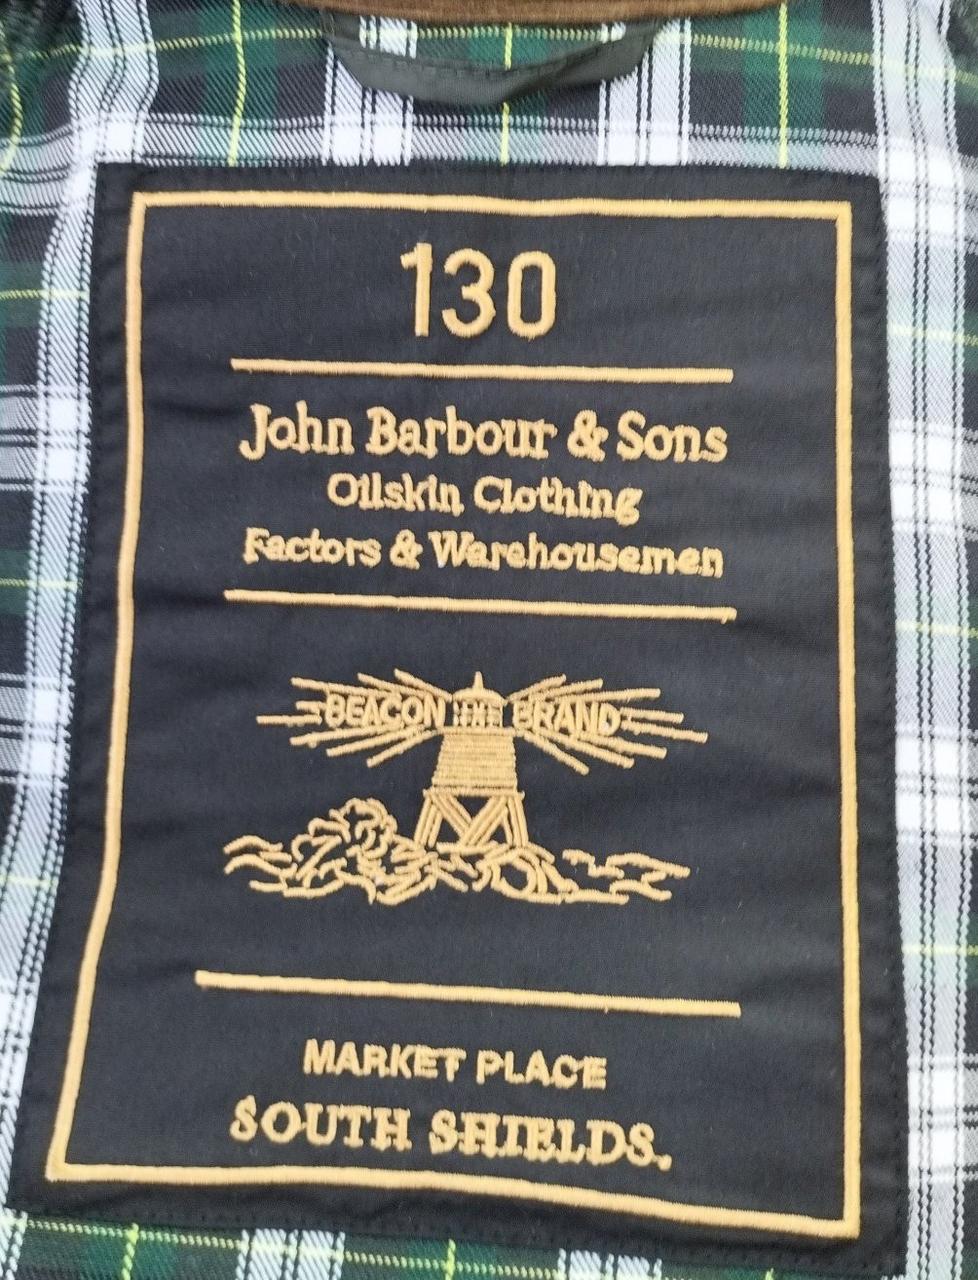 130
John Barbour & Sons
Oilskin Clothing
Factors & Warehousemen
BEACON BRAND
MARKET PLACE
SOUTH SHIELDS.